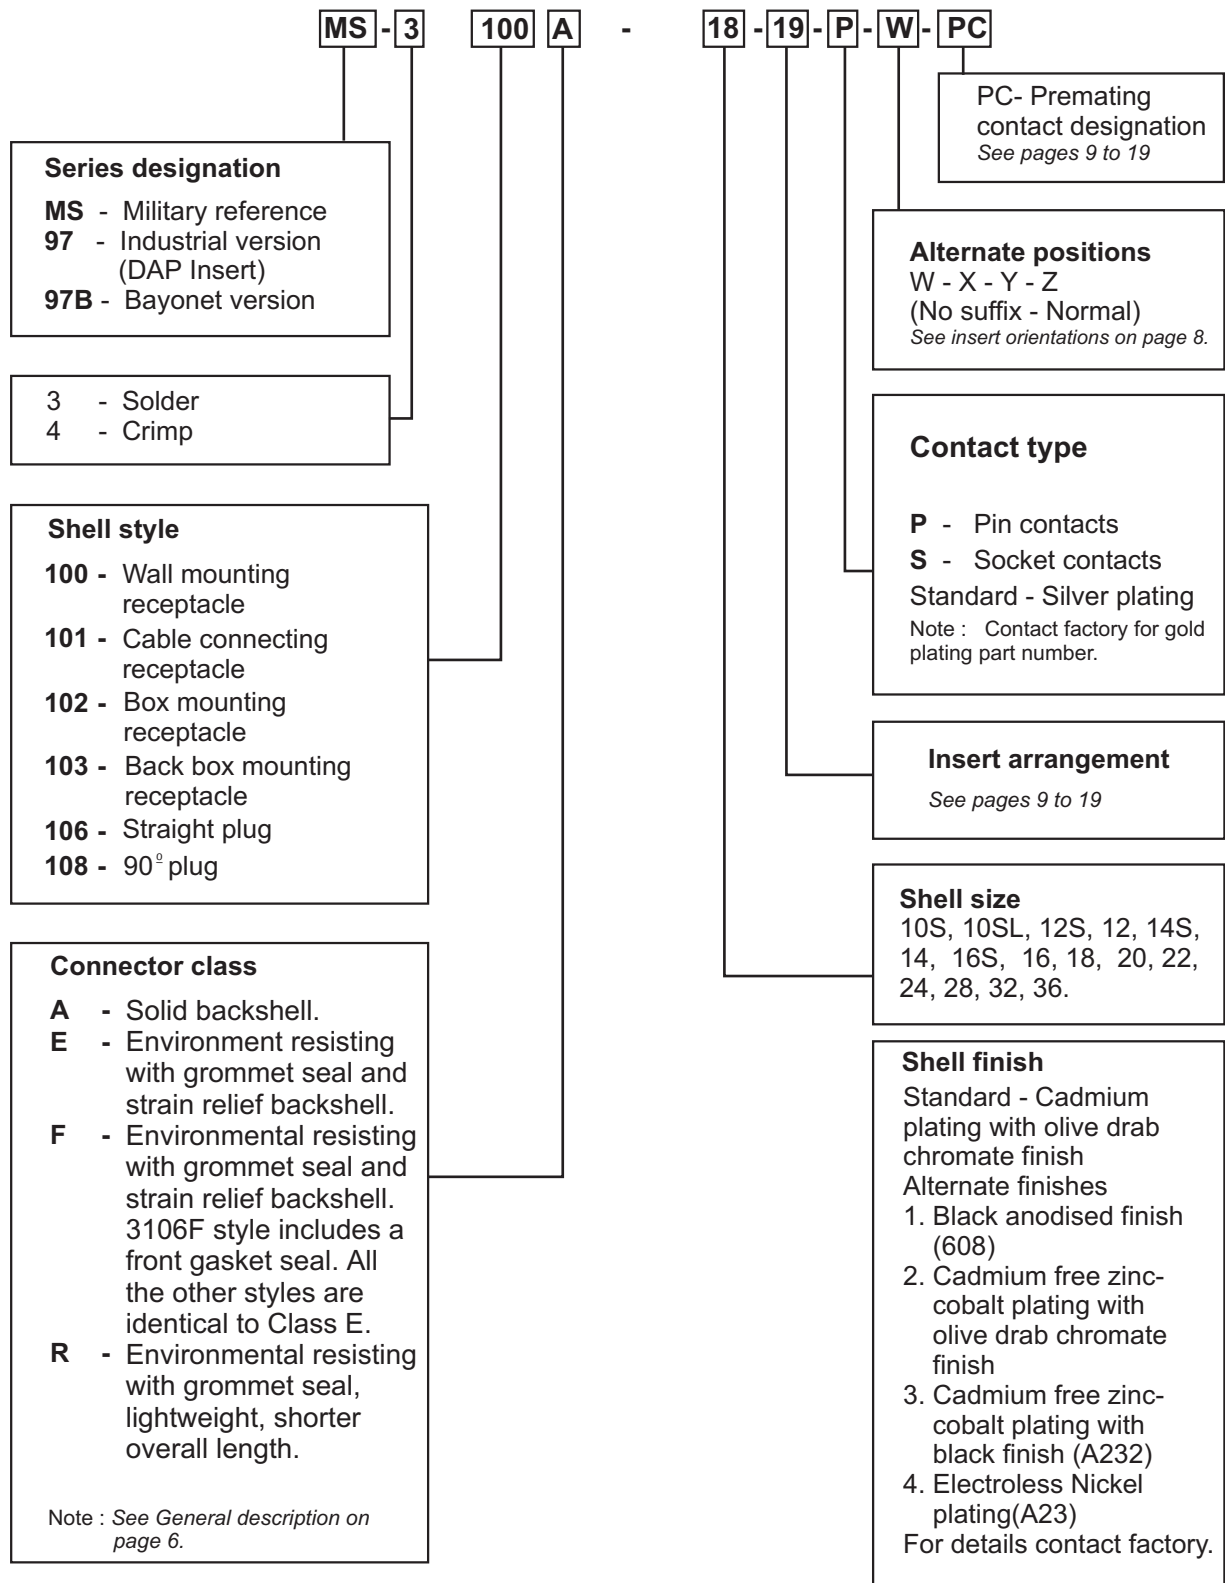 MS - 3 100 A - 18 - 19 - P - W - PC
Series designation
MS - Military reference
97 - Industrial version
(DAP Insert)
97B - Bayonet version
3 - Solder
4 - Crimp
Shell style
100 - Wall mounting
receptacle
101 - Cable connecting
receptacle
102 - Box mounting
receptacle
103 - Back box mounting
receptacle
106 - Straight plug
108 - 90º plug
Connector class
A - Solid backshell.
E - Environment resisting
with grommet seal and
strain relief backshell.
F - Environmental resisting
with grommet seal and
strain relief backshell.
3106F style includes a
front gasket seal. All
the other styles are
identical to Class E.
R - Environmental resisting
with grommet seal,
lightweight, shorter
overall length.
Note : See General description on
page 6.
PC- Premating
contact designation
See pages 9 to 19
Alternate positions
W - X - Y - Z
(No suffix - Normal)
See insert orientations on page 8.
Contact type
P - Pin contacts
S - Socket contacts
Standard - Silver plating
Note : Contact factory for gold
plating part number.
Insert arrangement
See pages 9 to 19
Shell size
10S, 10SL, 12S, 12, 14S,
14, 16S, 16, 18, 20, 22,
24, 28, 32, 36.
Shell finish
Standard - Cadmium
plating with olive drab
chromate finish
Alternate finishes
1. Black anodised finish
(608)
2. Cadmium free zinc-
cobalt plating with
olive drab chromate
finish
3. Cadmium free zinc-
cobalt plating with
black finish (A232)
4. Electroless Nickel
plating(A23)
For details contact factory.